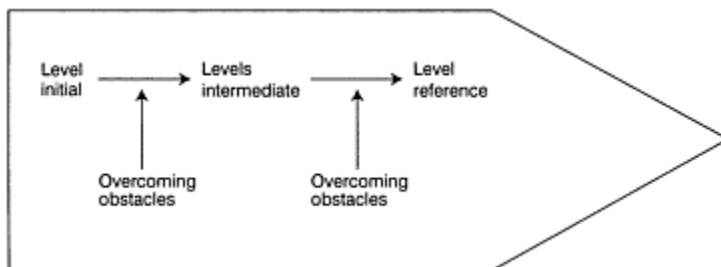 Level
initial
Levels
intermediate
Level
reference
Overcoming
obstacles
Overcoming
obstacles